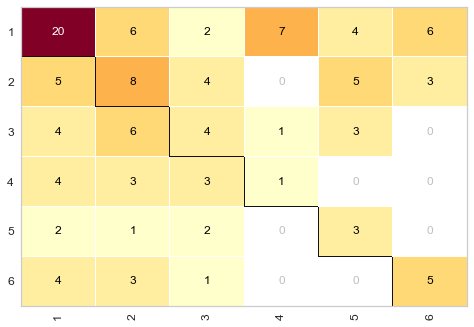 1 20 6 2 7 4 6
2 5 8 4 0 5 3
3 4 6 4 1 3 0
4 4 3 3 1 0 0
5 2 1 2 0 3 0
6 4 3 1 0 0 5
1 2 3 4 5 6